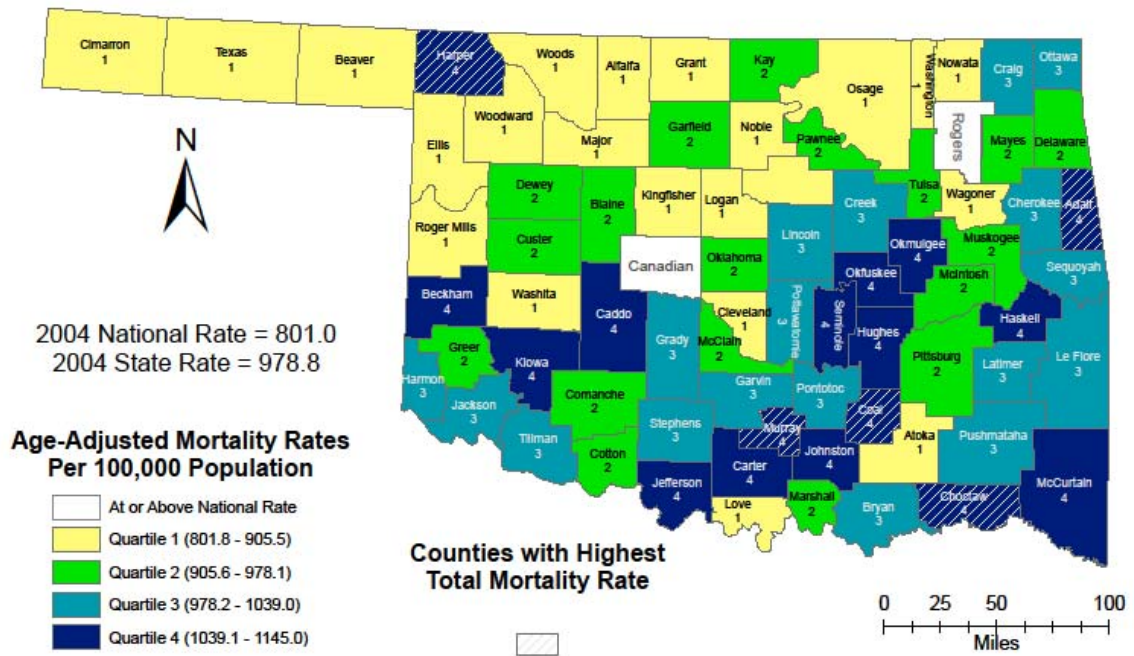 Cimarron
1
Texas
1
Beaver
1
Harper
4
Woods
1
Alfalfa
1
Grant
1
Kay
2
Osage
1
Washington
1
Nowata
1
Craig
3
Ottawa
3
Woodward
1
Ellis
1
Major
1
Garfield
2
Noble
1
Pawnee
2
Rogers
Mayes
2
Delaware
2
N
Dewey
2
Blaine
2
Kingfisher
1
Logan
1
Creek
3
Tulsa
2
Wagoner
1
Cherokee
3
Adair
4
Roger Mills
1
Custer
2
Canadian
Oklahoma
2
Lincoln
3
Okmulgee
4
Muskogee
2
Sequoyah
3
Beckham
4
Washita
1
Caddo
4
Grady
3
Cleveland
1
McClain
2
Pottawatomie
3
Seminole
4
Okfuskee
4
Hughes
4
McIntosh
2
Haskell
4
Le Flore
3
2004 National Rate = 801.0
2004 State Rate = 978.8
Greer
2
Kiowa
4
Harmon
3
Jackson
3
Tillman
3
Comanche
2
Cotton
2
Stephens
3
Garvin
3
Murray
4
Pontotoc
3
Coal
4
Pittsburg
2
Latimer
3
Atoka
1
Pushmataha
3
McCurtain
4
Jefferson
4
Carter
4
Johnston
4
Love
1
Marshall
2
Bryan
3
Choctaw
4
Age-Adjusted Mortality Rates
Per 100,000 Population
At or Above National Rate
Quartile 1 (801.8 - 905.5)
Quartile 2 (905.6 - 978.1)
Quartile 3 (978.2 - 1039.0)
Quartile 4 (1039.1 - 1145.0)
Counties with Highest
Total Mortality Rate
0 25 50 100
Miles